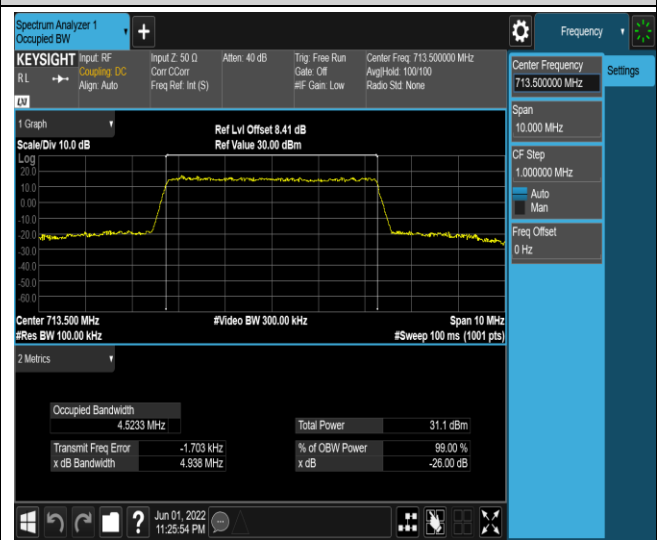 Spectrum Analyzer 1
Occupied BW
+
Frequency
KEYSIGHT
RL
LXI
Input: RF
Coupling: DC
Align: Auto
Input Z: 50 Ω
Corr CCorr
Freq Ref: Int (S)
Atten: 40 dB
Trig: Free Run
Gate: Off
#IF Gain: Low
Center Freq: 713.500000 MHz
Avg|Hold: 100/100
Radio Std: None
Center Frequency
713.500000 MHz
Settings
Span
10.000 MHz
CF Step
1.000000 MHz
Auto
Man
Freq Offset
0 Hz
1 Graph
Scale/Div 10.0 dB
Ref Lvl Offset 8.41 dB
Ref Value 30.00 dBm
Log
20.0
10.0
0.00
-10.0
-20.0
-30.0
-40.0
-50.0
-60.0
Center 713.500 MHz
#Video BW 300.00 kHz
Span 10 MHz
#Res BW 100.00 kHz
#Sweep 100 ms (1001 pts)
2 Metrics
Occupied Bandwidth
4.5233 MHz
Total Power 31.1 dBm
Transmit Freq Error -1.703 kHz
% of OBW Power 99.00 %
x dB Bandwidth 4.938 MHz
x dB -26.00 dB
?
Jun 01, 2022
11:25:54 PM